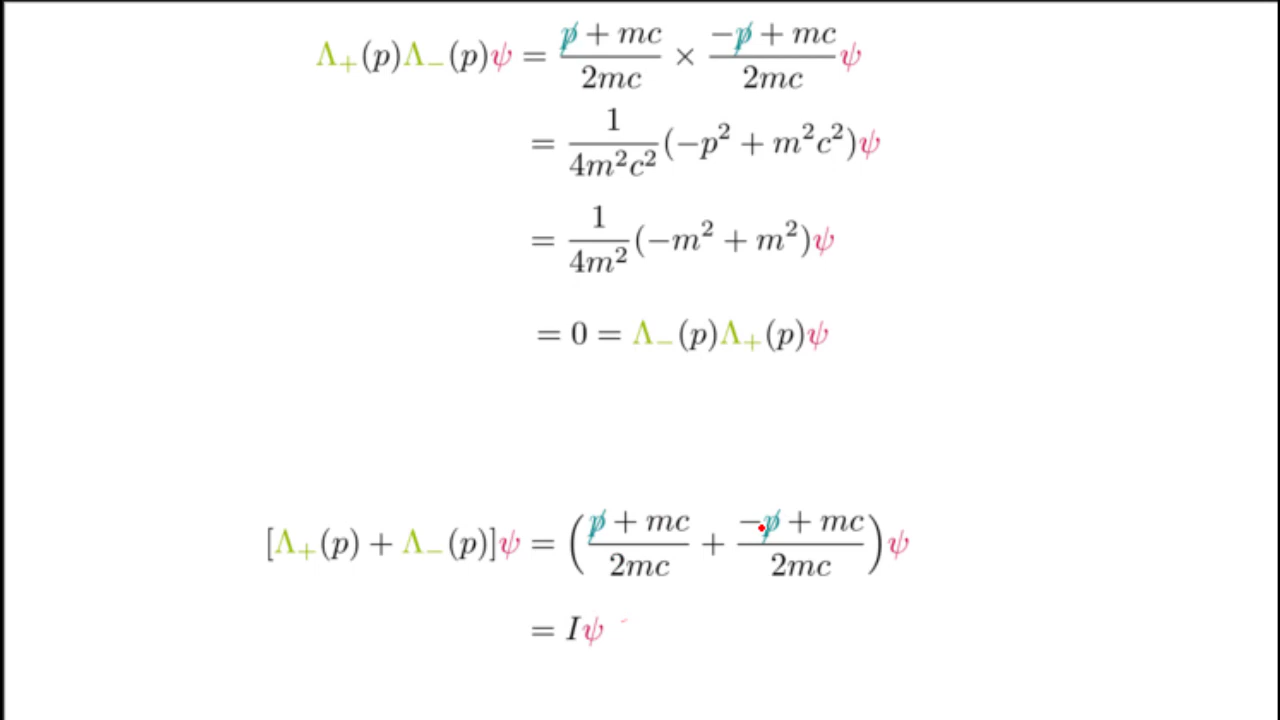 Λ₊(p)Λ₋(p)ψ = (p̸ + mc)/(2mc) × (−p̸ + mc)/(2mc) ψ
= 1/(4m²c²) (−p² + m²c²)ψ
= 1/(4m²) (−m² + m²)ψ
= 0 = Λ₋(p)Λ₊(p)ψ
[Λ₊(p) + Λ₋(p)]ψ = ((p̸ + mc)/(2mc) + (−p̸ + mc)/(2mc))ψ
= Iψ